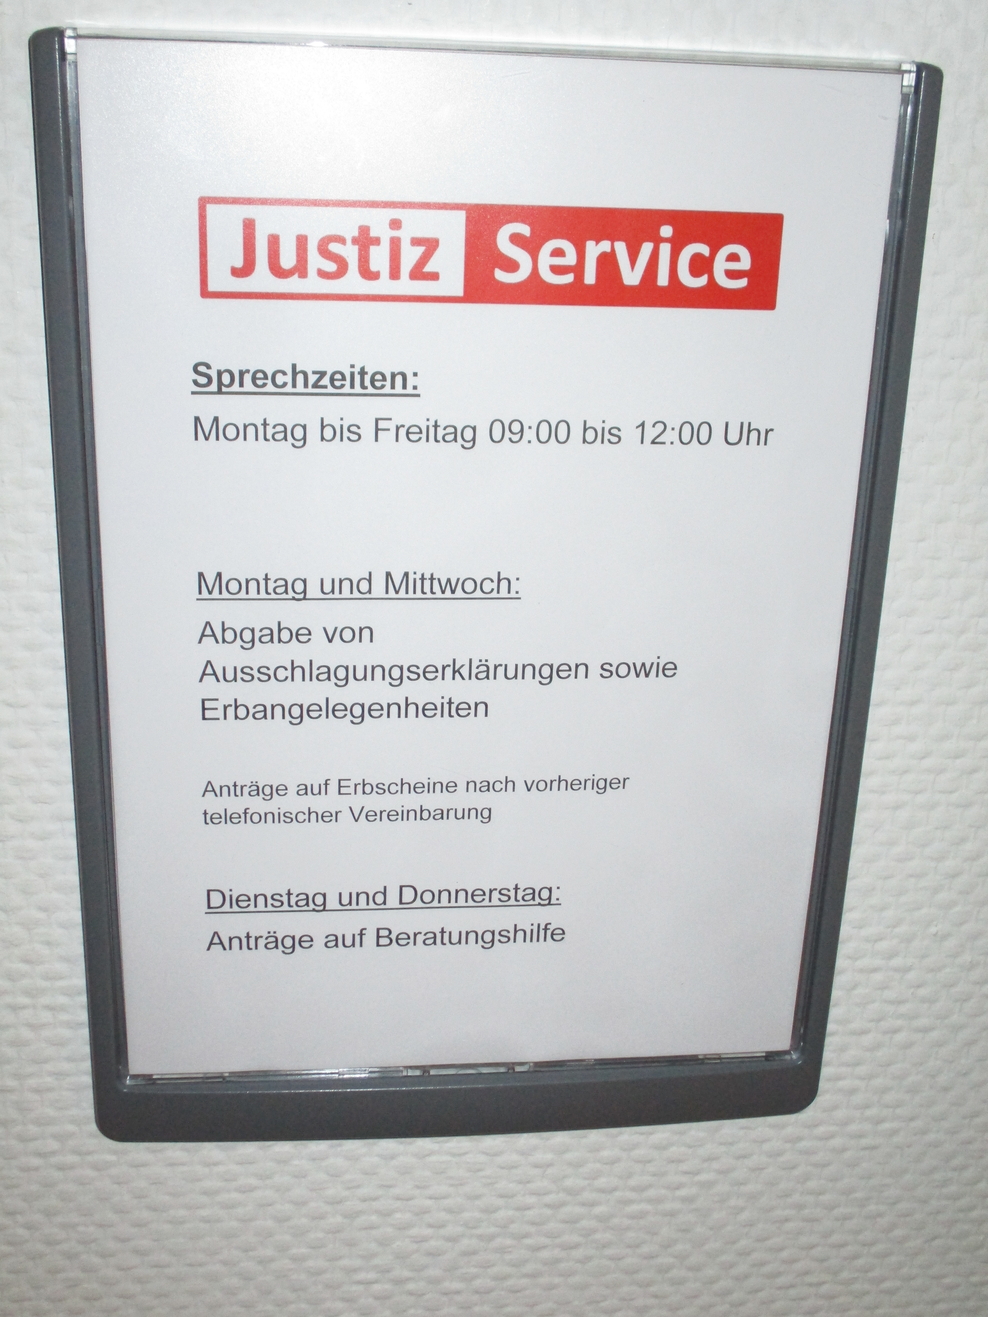 Justiz Service
Sprechzeiten:
Montag bis Freitag 09:00 bis 12:00 Uhr
Montag und Mittwoch:
Abgabe von
Ausschlagungserklärungen sowie
Erbangelegenheiten
Anträge auf Erbscheine nach vorheriger
telefonischer Vereinbarung
Dienstag und Donnerstag:
Anträge auf Beratungshilfe